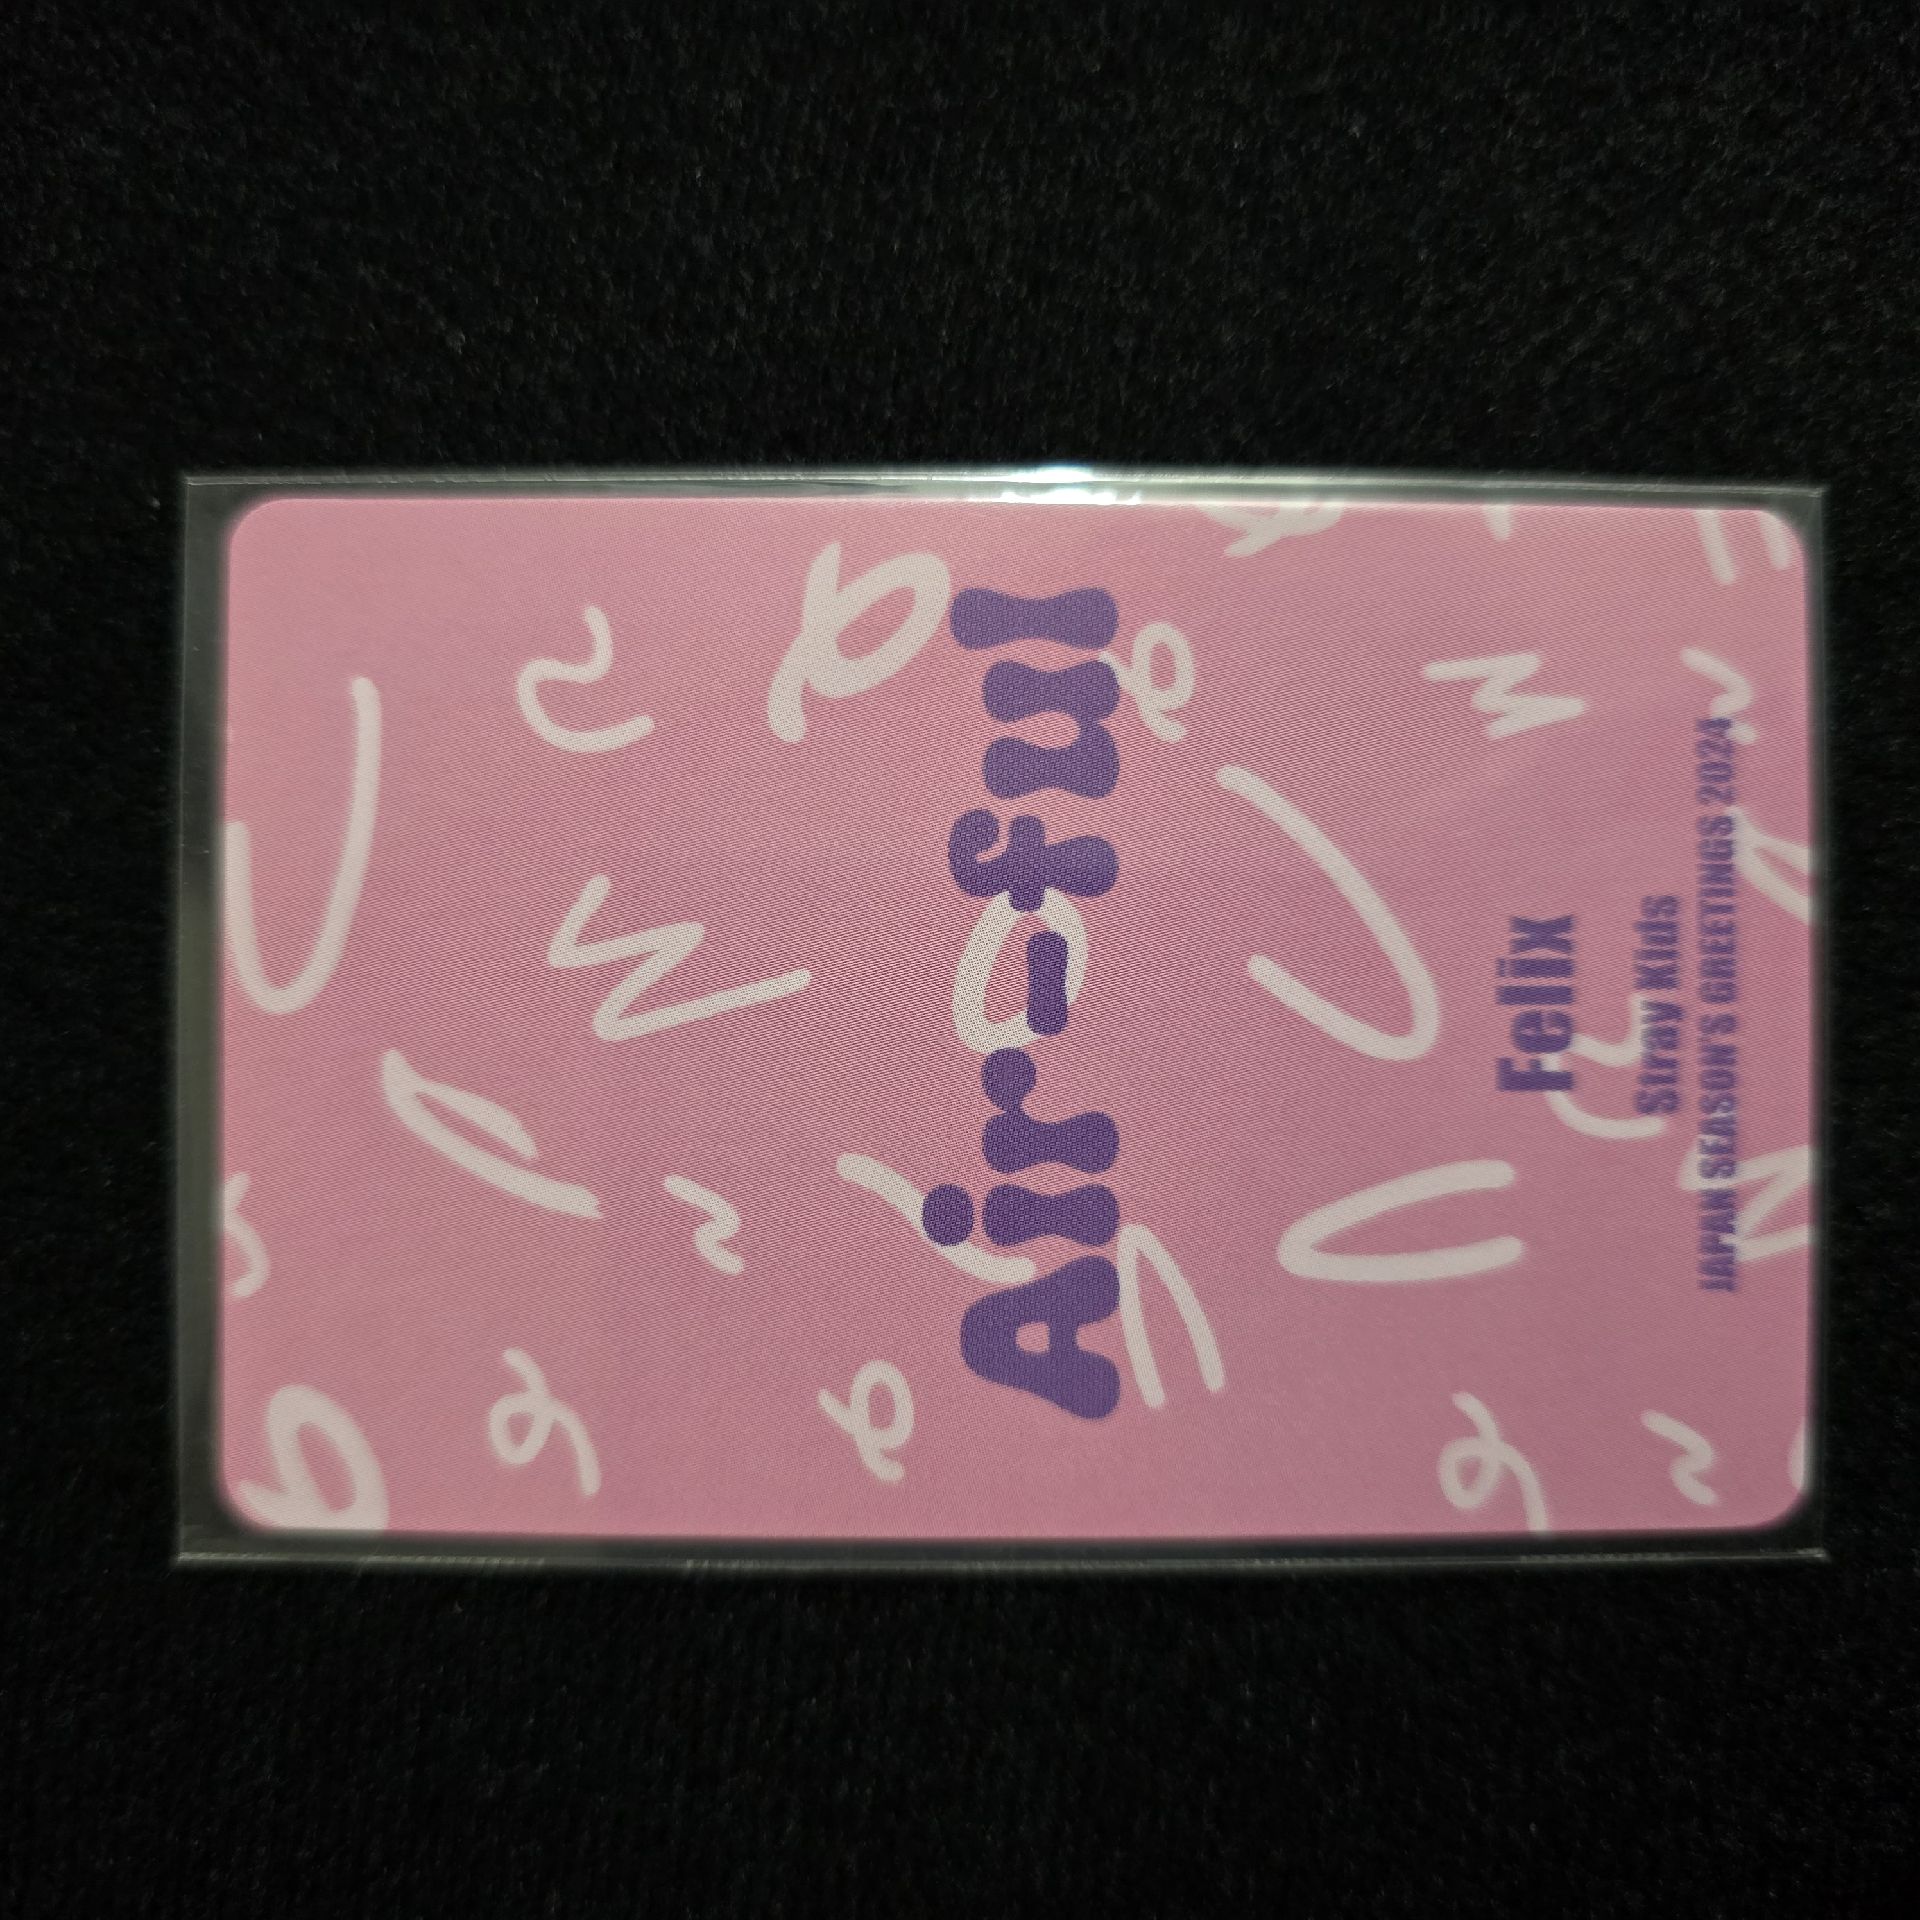 Air-ful
Felix
Stray Kids
JAPAN SEASON'S GREETINGS 2024